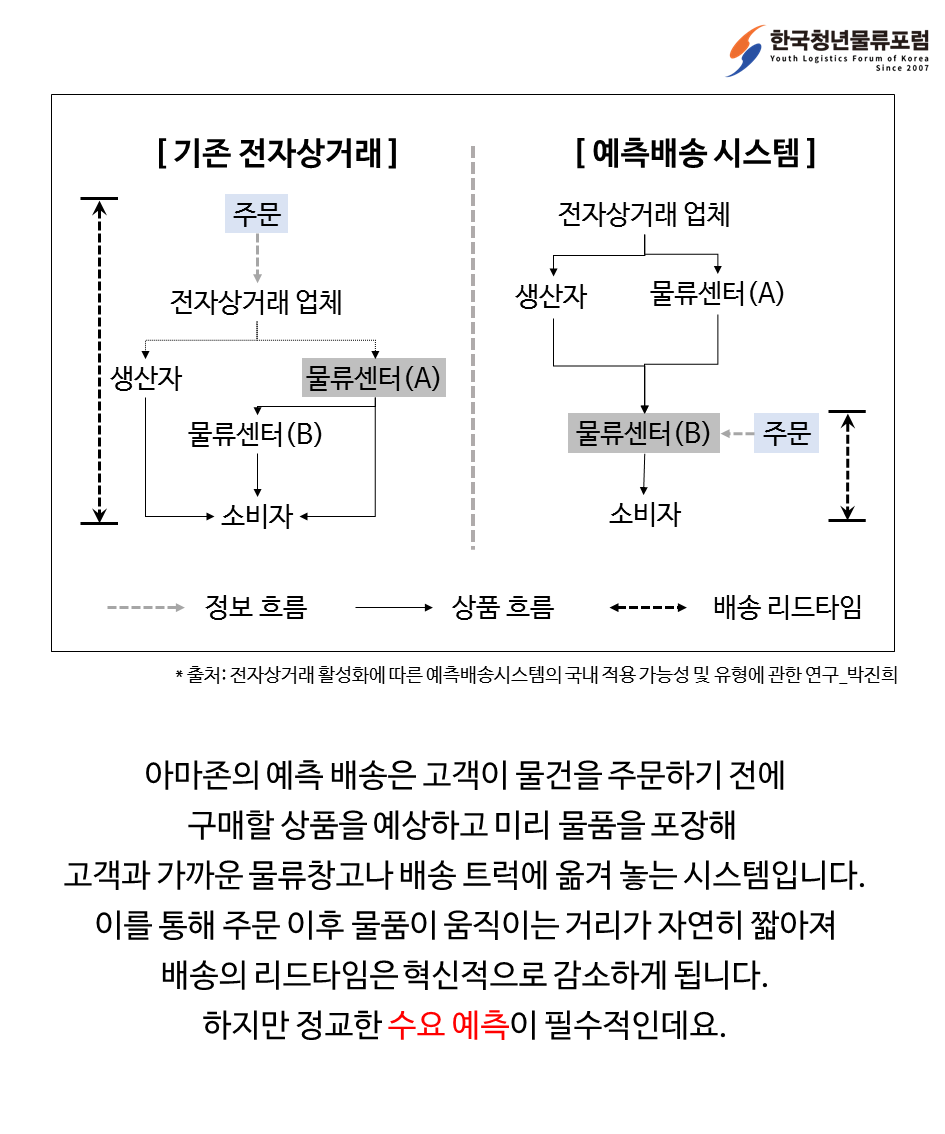 한국청년물류포럼
Youth Logistics Forum of Korea
Since 2007
[ 기존 전자상거래 ]
주문
전자상거래 업체
생산자
물류센터(A)
물류센터(B)
소비자
[ 예측배송 시스템 ]
전자상거래 업체
생산자
물류센터(A)
물류센터(B)
주문
소비자
정보 흐름
상품 흐름
배송 리드타임
* 출처: 전자상거래 활성화에 따른 예측배송시스템의 국내 적용 가능성 및 유형에 관한 연구_박진희
아마존의 예측 배송은 고객이 물건을 주문하기 전에
구매할 상품을 예상하고 미리 물품을 포장해
고객과 가까운 물류창고나 배송 트럭에 옮겨 놓는 시스템입니다.
이를 통해 주문 이후 물품이 움직이는 거리가 자연히 짧아져
배송의 리드타임은 혁신적으로 감소하게 됩니다.
하지만 정교한 수요 예측이 필수적인데요.